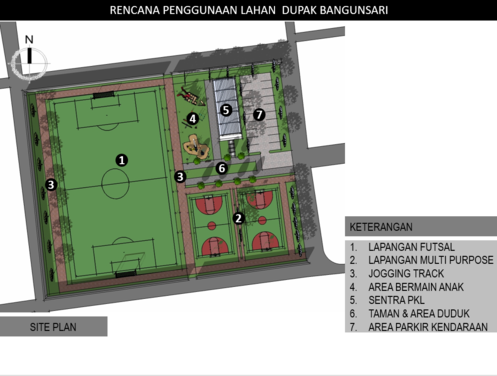 RENCANA PENGGUNAAN LAHAN DUPAK BANGUNSARI
N
5
4
7
1
6
3
3
2
KETERANGAN
1. LAPANGAN FUTSAL
2. LAPANGAN MULTI PURPOSE
3. JOGGING TRACK
4. AREA BERMAIN ANAK
5. SENTRA PKL
6. TAMAN & AREA DUDUK
7. AREA PARKIR KENDARAAN
SITE PLAN